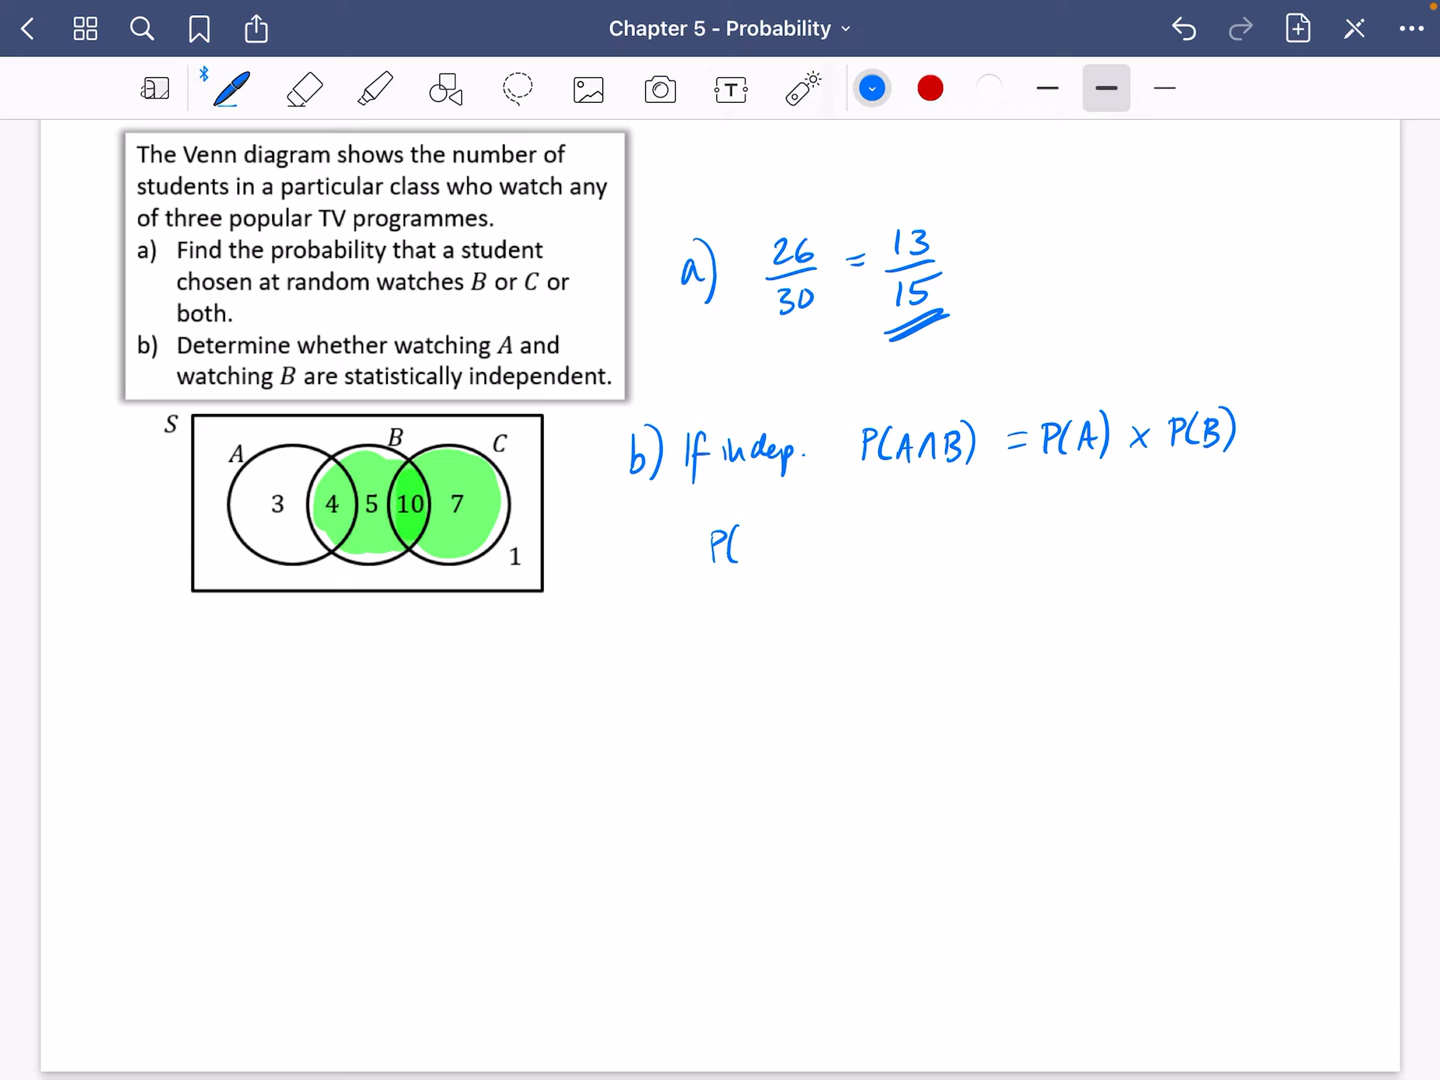 Chapter 5 - Probability
The Venn diagram shows the number of
students in a particular class who watch any
of three popular TV programmes.
a) Find the probability that a student
chosen at random watches B or C or
both.
b) Determine whether watching A and
watching B are statistically independent.
S
A B C
3 4 5 10 7
1
a) 26/30 = 13/15
b) If indep. P(A∩B) = P(A) × P(B)
P(